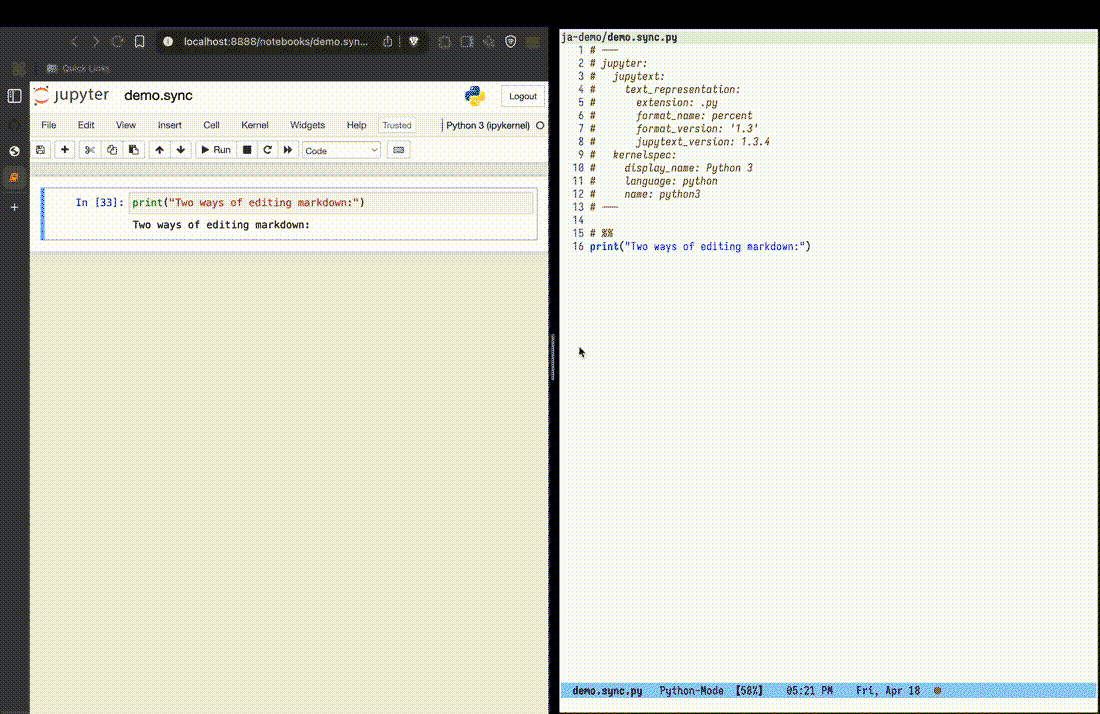 localhost:8888/notebooks/demo.syn...
Quick Links
jupyter demo.sync
Logout
File Edit View Insert Cell Kernel Widgets Help Trusted Python 3 (ipykernel)
Run Code
In [33]: print("Two ways of editing markdown:")
Two ways of editing markdown:
ja-demo/demo.sync.py
1 # ---
2 # jupyter:
3 #   jupytext:
4 #     text_representation:
5 #       extension: .py
6 #       format_name: percent
7 #       format_version: '1.3'
8 #       jupytext_version: 1.3.4
9 #   kernelspec:
10 #     display_name: Python 3
11 #     language: python
12 #     name: python3
13 # ---
14
15 # %%
16 print("Two ways of editing markdown:")
demo.sync.py Python-Mode [58%] 05:21 PM Fri, Apr 18